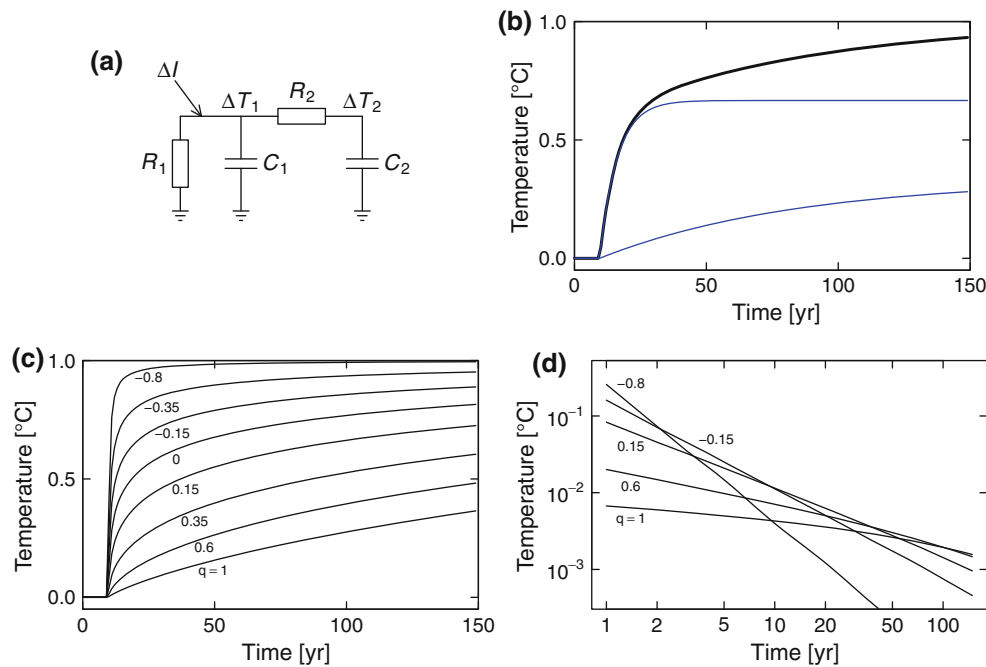 (a)
ΔI
ΔT₁
R₂
ΔT₂
R₁
C₁
C₂
(b)
Temperature [°C]
1.0
0.5
0.0
0
50
100
150
Time [yr]
(c)
Temperature [°C]
1.0
0.5
0.0
−0.8
−0.35
−0.15
0
0.15
0.35
0.6
q = 1
0
50
100
150
Time [yr]
(d)
Temperature [°C]
10⁻¹
10⁻²
10⁻³
−0.8
−0.15
0.15
0.6
q = 1
1
2
5
10
20
50
100
Time [yr]